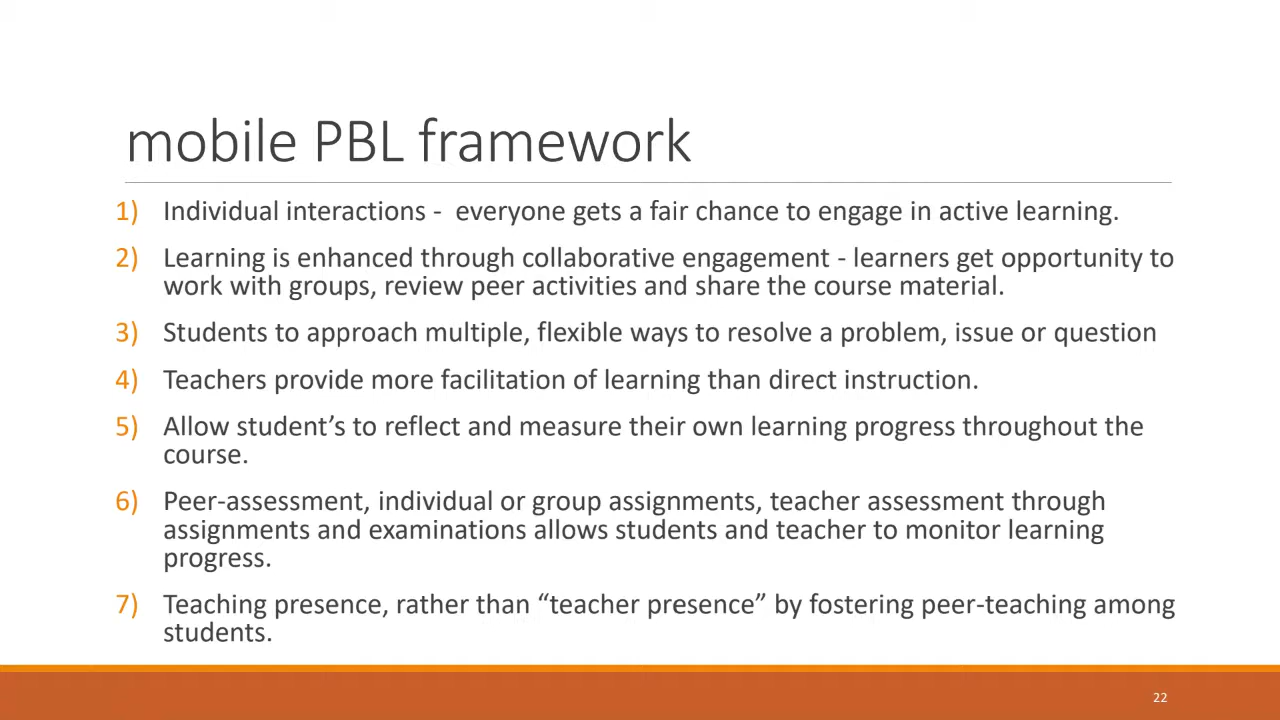 mobile PBL framework
1) Individual interactions -  everyone gets a fair chance to engage in active learning.
2) Learning is enhanced through collaborative engagement - learners get opportunity to
work with groups, review peer activities and share the course material.
3) Students to approach multiple, flexible ways to resolve a problem, issue or question
4) Teachers provide more facilitation of learning than direct instruction.
5) Allow student’s to reflect and measure their own learning progress throughout the
course.
6) Peer-assessment, individual or group assignments, teacher assessment through
assignments and examinations allows students and teacher to monitor learning
progress.
7) Teaching presence, rather than “teacher presence” by fostering peer-teaching among
students.
22